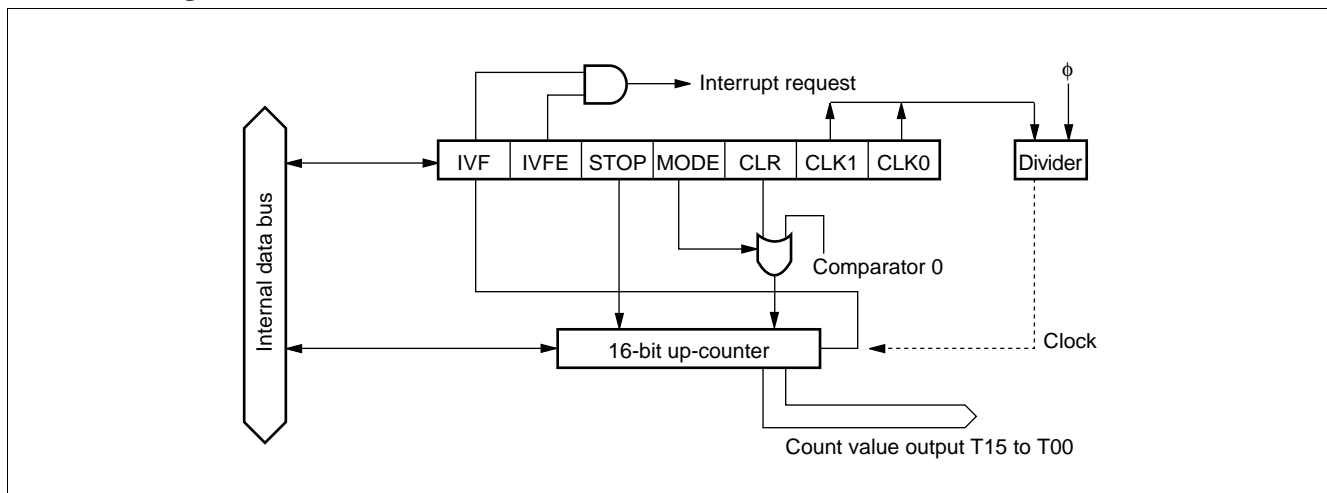 Interrupt request
ϕ
IVF IVFE STOP MODE CLR CLK1 CLK0
Divider
Internal data bus
Comparator 0
16-bit up-counter
Clock
Count value output T15 to T00